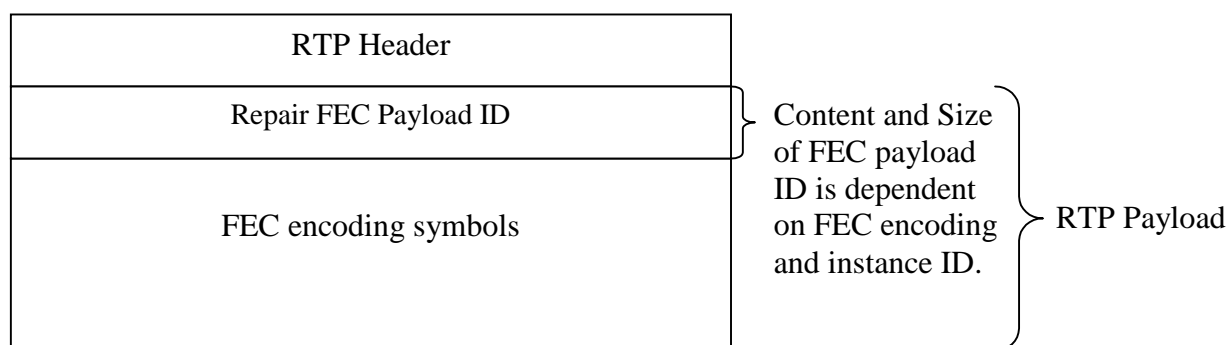 RTP Header
Repair FEC Payload ID
FEC encoding symbols
Content and Size
of FEC payload
ID is dependent
on FEC encoding
and instance ID.
RTP Payload